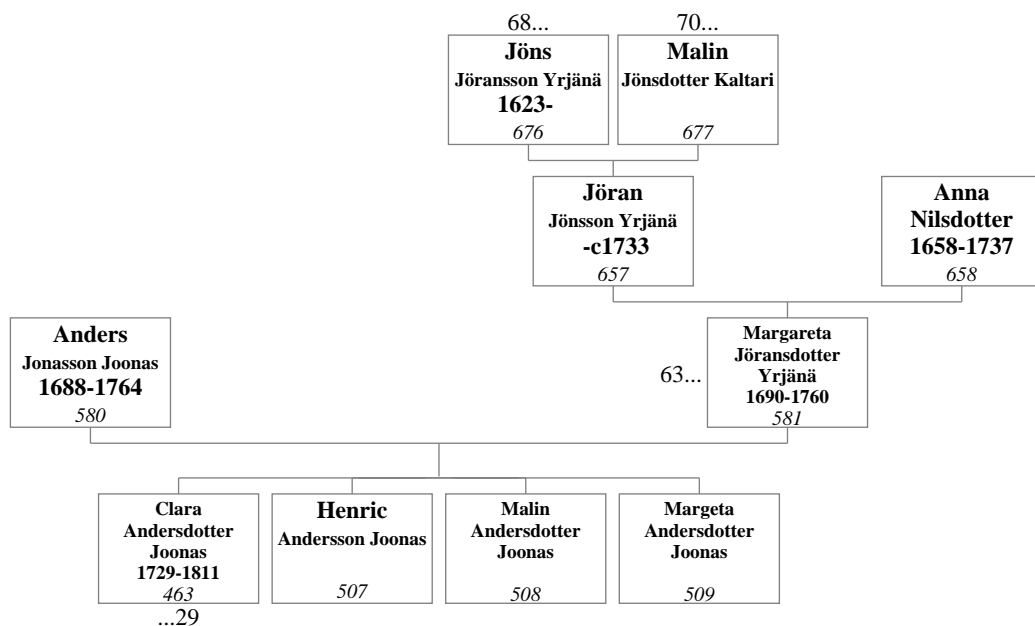 68...
70...
Jöns
Jöransson Yrjänä
1623-
676
Malin
Jönsdotter Kaltari
677
Jöran
Jönsson Yrjänä
-c1733
657
Anna
Nilsdotter
1658-1737
658
Anders
Jonasson Joonas
1688-1764
580
63...
Margareta
Jöransdotter
Yrjänä
1690-1760
581
Clara
Andersdotter
Joonas
1729-1811
463
Henric
Andersson Joonas
507
Malin
Andersdotter
Joonas
508
Margeta
Andersdotter
Joonas
509
...29